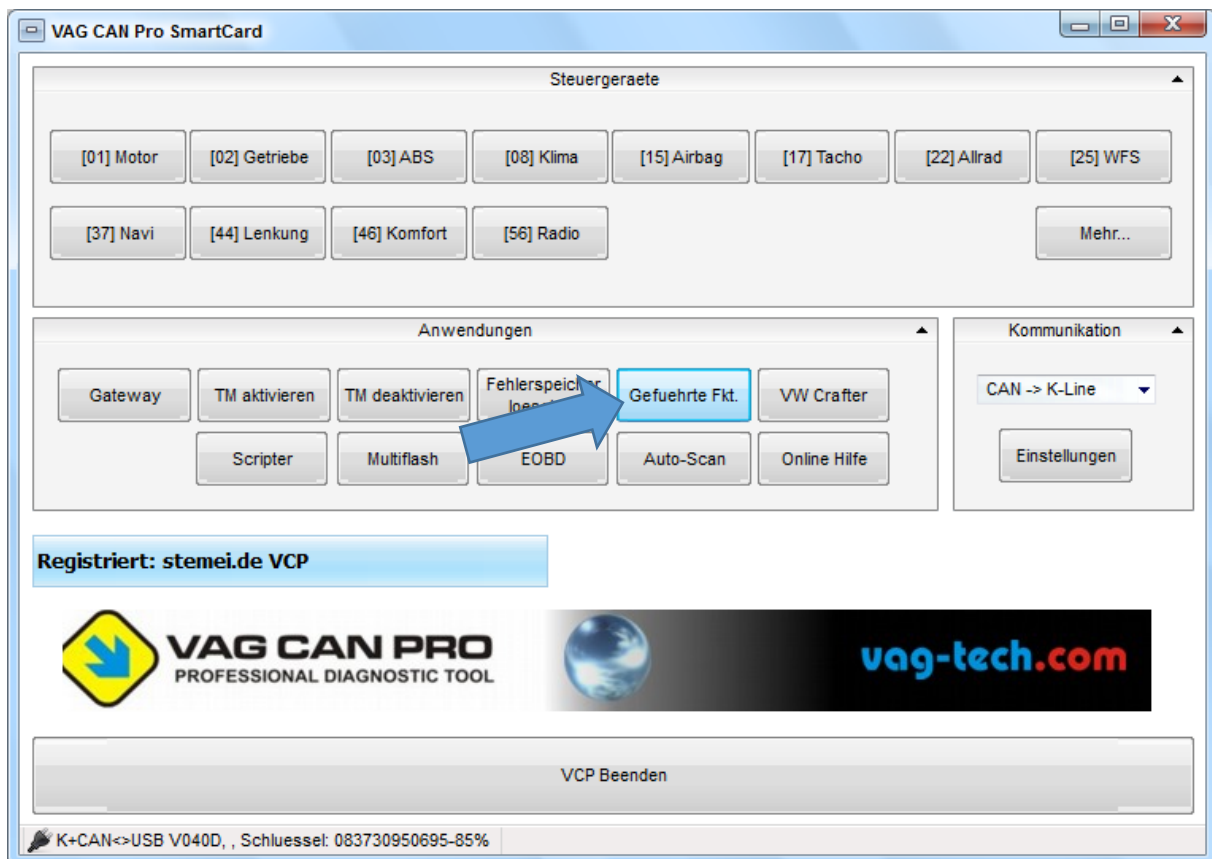 VAG CAN Pro SmartCard
Steuergeraete
[01] Motor
[02] Getriebe
[03] ABS
[08] Klima
[15] Airbag
[17] Tacho
[22] Allrad
[25] WFS
[37] Navi
[44] Lenkung
[46] Komfort
[56] Radio
Mehr...
Anwendungen
Gateway
TM aktivieren
TM deaktivieren
Fehlerspeicher
Gefuehrte Fkt.
VW Crafter
Scripter
Multiflash
EOBD
Auto-Scan
Online Hilfe
Kommunikation
CAN -> K-Line
Einstellungen
Registriert: stemei.de VCP
VAG CAN PRO
PROFESSIONAL DIAGNOSTIC TOOL
vag-tech.com
VCP Beenden
K+CAN<>USB V040D, , Schluessel: 083730950695-85%